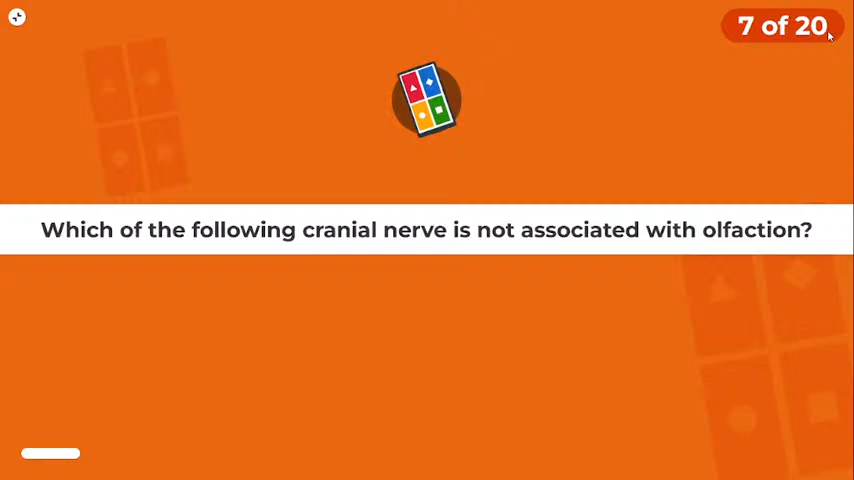 7 of 20
Which of the following cranial nerve is not associated with olfaction?